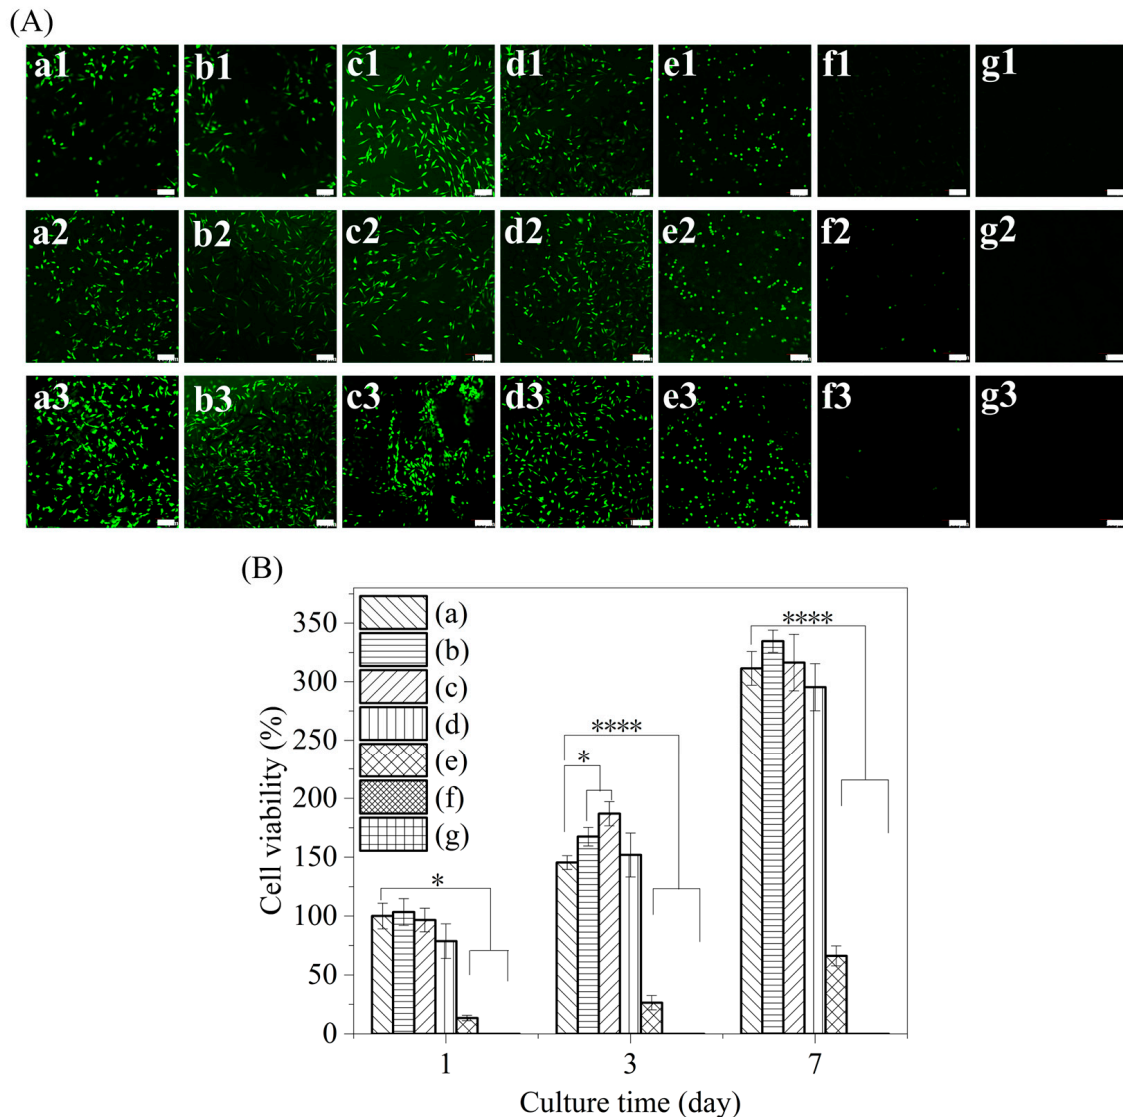 (A)
a1 b1 c1 d1 e1 f1 g1
a2 b2 c2 d2 e2 f2 g2
a3 b3 c3 d3 e3 f3 g3
(B)
Cell viability (%)
350
300
250
200
150
100
50
0
(a)
(b)
(c)
(d)
(e)
(f)
(g)
*
****
*
****
1 3 7
Culture time (day)